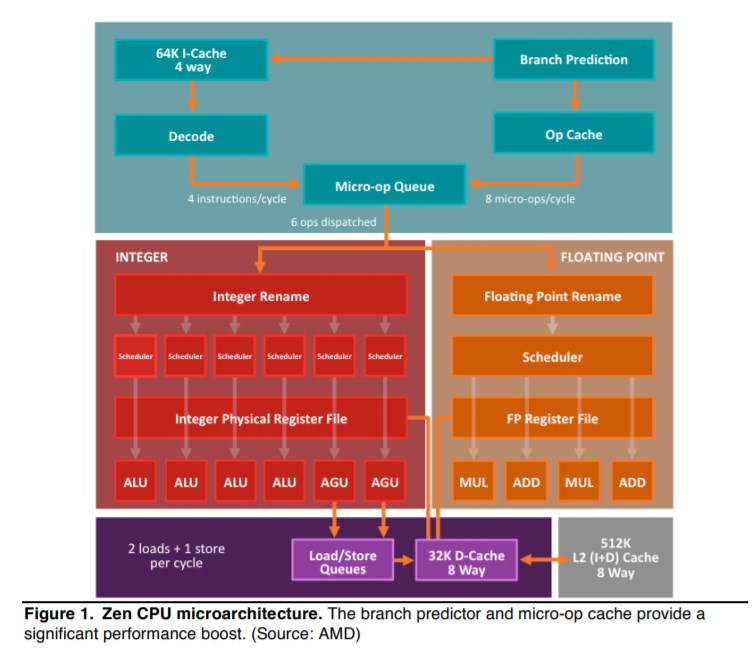 64K I-Cache
4 way
Branch Prediction
Decode
Op Cache
Micro-op Queue
4 instructions/cycle
8 micro-ops/cycle
6 ops dispatched
INTEGER
FLOATING POINT
Integer Rename
Floating Point Rename
Scheduler
Scheduler
Scheduler
Scheduler
Scheduler
Scheduler
Scheduler
Integer Physical Register File
FP Register File
ALU
ALU
ALU
ALU
AGU
AGU
MUL
ADD
MUL
ADD
2 loads + 1 store
per cycle
Load/Store
Queues
32K D-Cache
8 Way
512K
L2 (I+D) Cache
8 Way
Figure 1. Zen CPU microarchitecture. The branch predictor and micro-op cache provide a
significant performance boost. (Source: AMD)